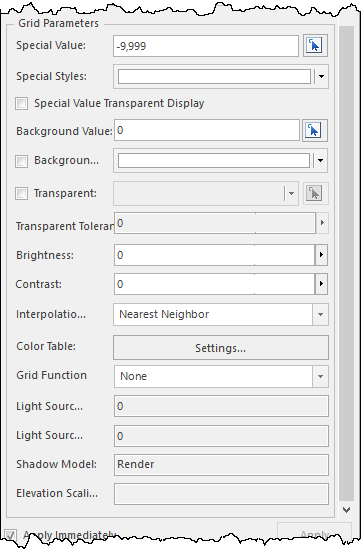 Grid Parameters
Special Value: -9,999
Special Styles:
Special Value Transparent Display
Background Value: 0
Backgroun...
Transparent:
Transparent Toleran 0
Brightness: 0
Contrast: 0
Interpolatio... Nearest Neighbor
Color Table: Settings...
Grid Function None
Light Sourc... 0
Light Sourc... 0
Shadow Model: Render
Elevation Scali...
Apply Immediately Apply